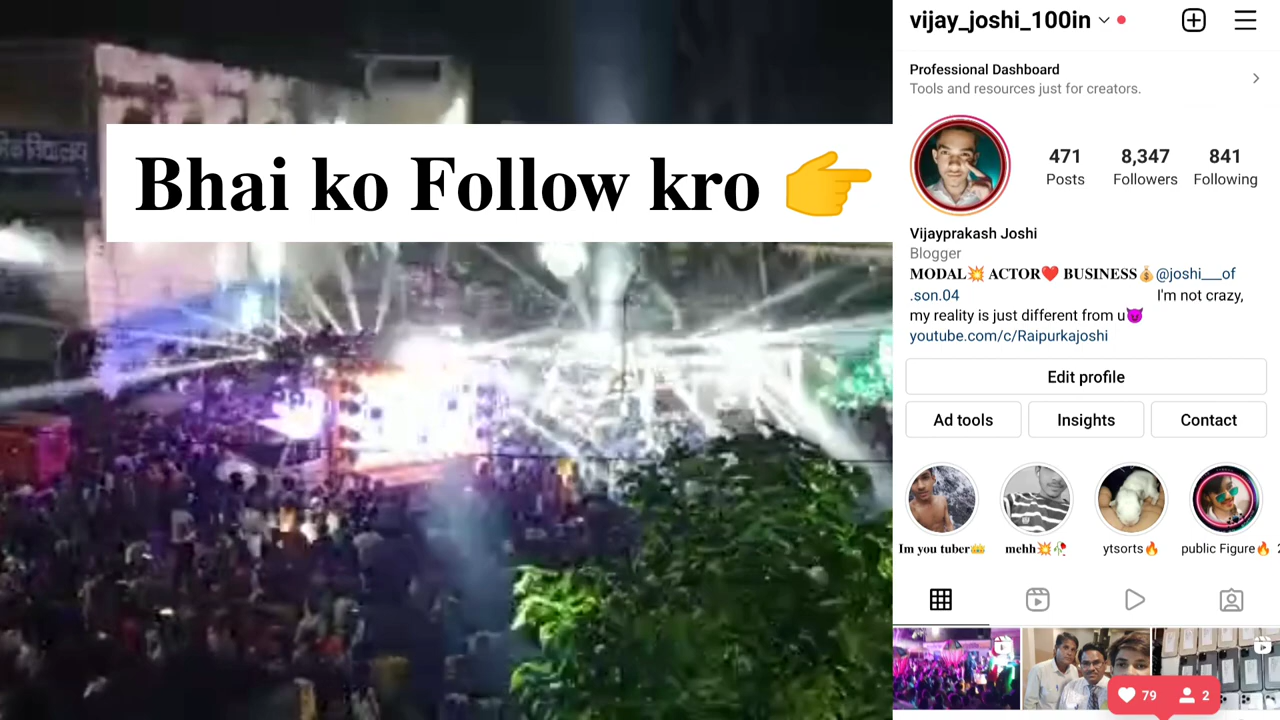 Bhai ko Follow kro 👉
vijay_joshi_100in
Professional Dashboard
Tools and resources just for creators.
471
8,347
841
Posts
Followers
Following
Vijayprakash Joshi
Blogger
MODAL💥 ACTOR❤️ BUSINESS💰@joshi___of
.son.04 I'm not crazy,
my reality is just different from u😈
youtube.com/c/Raipurkajoshi
Edit profile
Ad tools
Insights
Contact
Im you tuber👑
mehh💥🥀
ytsorts🔥
public Figure🔥
79
2